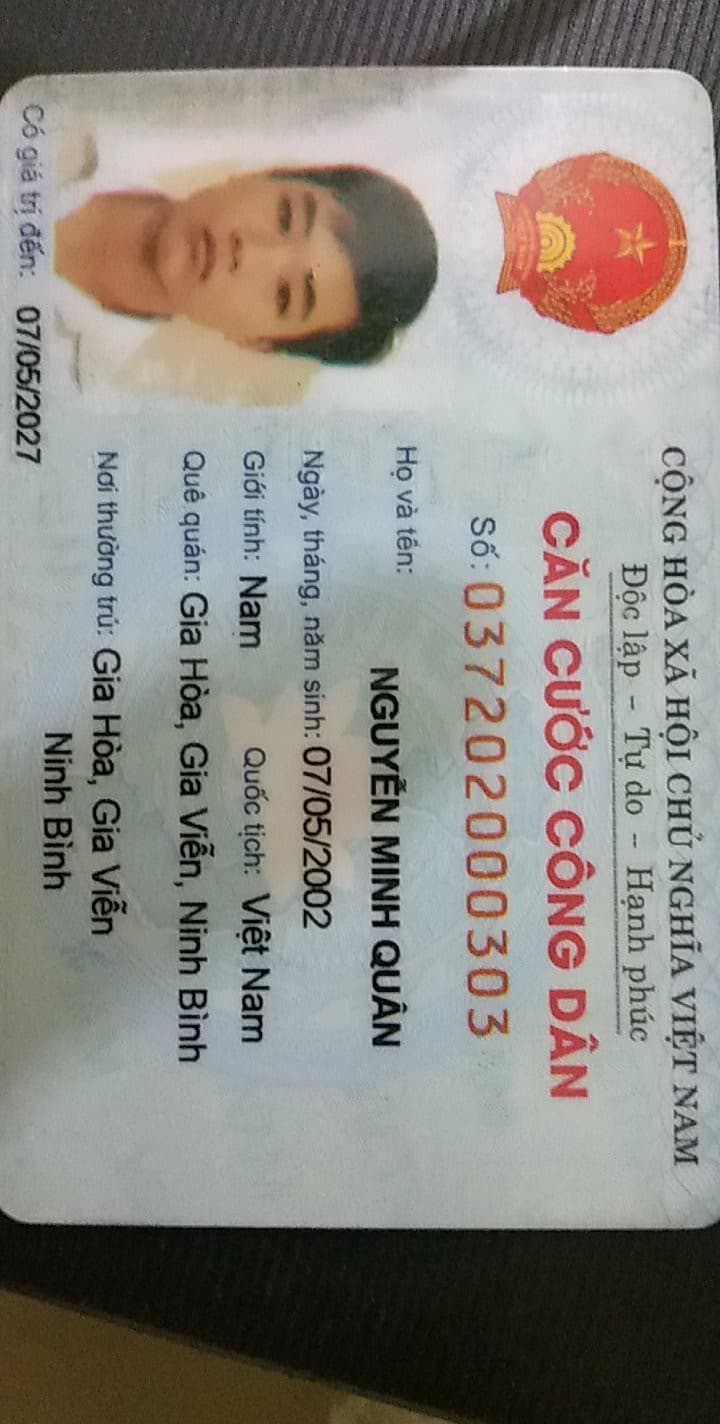 CỘNG HÒA XÃ HỘI CHỦ NGHĨA VIỆT NAM
Độc lập - Tự do - Hạnh phúc
CĂN CƯỚC CÔNG DÂN
Số: 037202000303
Họ và tên:
NGUYỄN MINH QUÂN
Ngày, tháng, năm sinh: 07/05/2002
Giới tính: Nam Quốc tịch: Việt Nam
Quê quán: Gia Hòa, Gia Viễn, Ninh Bình
Nơi thường trú: Gia Hòa, Gia Viễn
Ninh Bình
Có giá trị đến: 07/05/2027